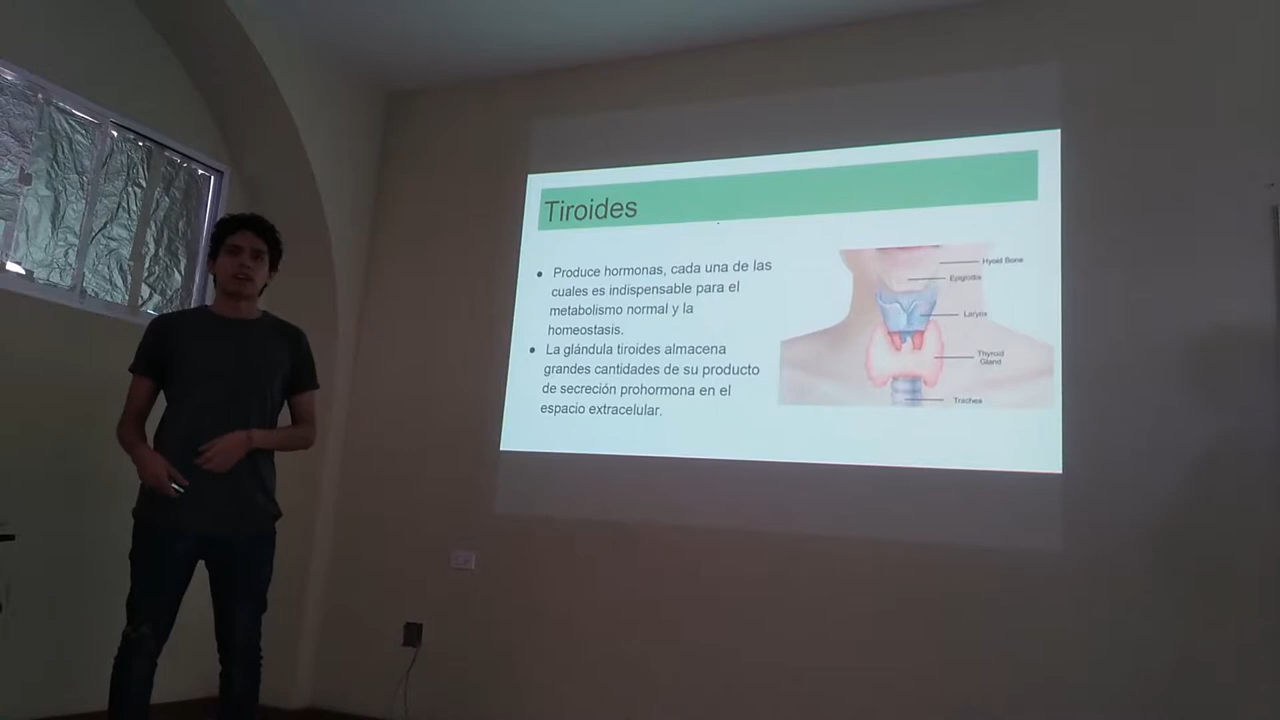 Tiroides
Produce hormonas, cada una de las
cuales es indispensable para el
metabolismo normal y la
homeostasis.
La glándula tiroides almacena
grandes cantidades de su producto
de secreción prohormona en el
espacio extracelular.
Hyoid Bone
Epiglottis
Larynx
Thyroid
Gland
Trachea